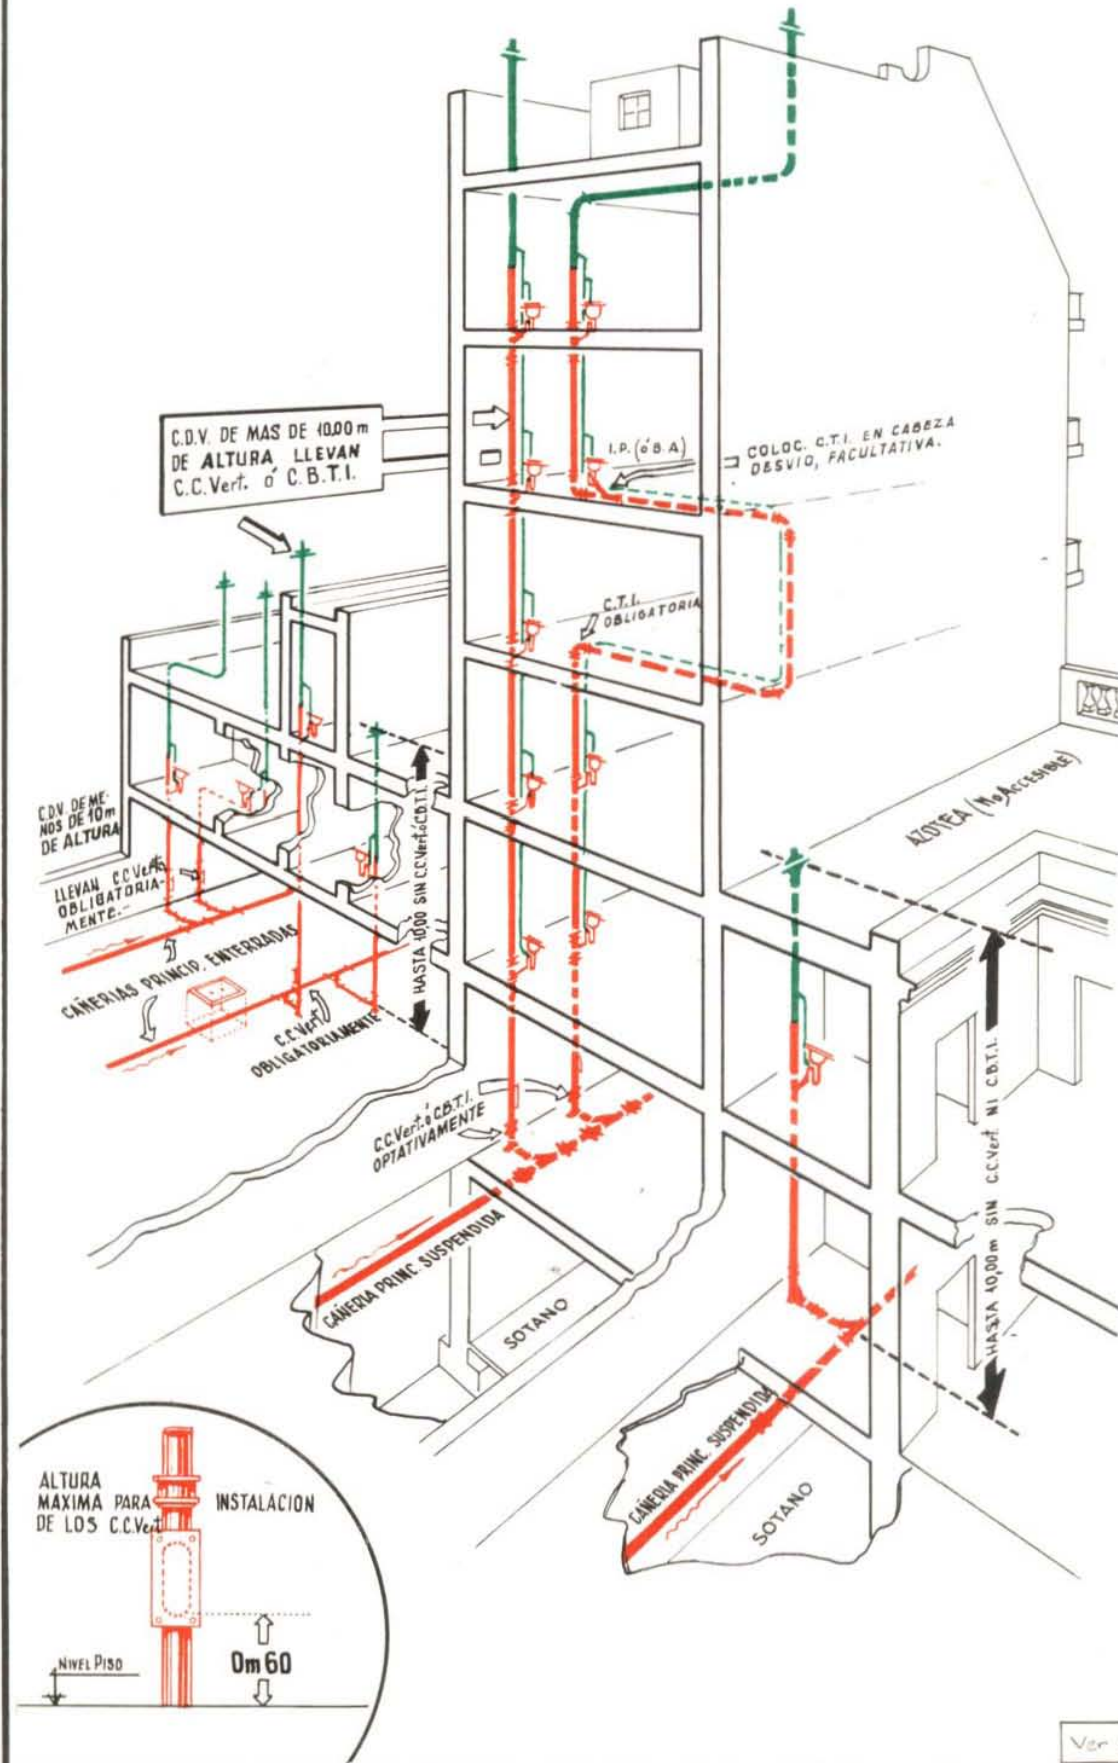 C.D.V. DE MAS DE 10,00 m
DE ALTURA LLEVAN
C.C.Vert. ó C.B.T.I.
I.P. (ó B.A)
COLOC. C.T.I. EN CABEZA
DESVIO, FACULTATIVA.
C.T.I.
OBLIGATORIA
C.D.V. DE ME-
NOS DE 10m
DE ALTURA
LLEVAN C.C Vert.
OBLIGATORIA-
MENTE.-
CAÑERIAS PRINCIP. ENTERRADAS
C.C.Vert.
OBLIGATORIAMENTE
HASTA 10,00 SIN C.C.Vert.ó C.B.T.I.
AZOTEA (No Accesible)
C.C.Vert.ó C.B.T.I.
OPTATIVAMENTE
CAÑERIA PRINC. SUSPENDIDA
SOTANO
HASTA 10,00m SIN C.C.Vert. NI C.B.T.I.
CAÑERIA PRINC. SUSPENDIDA
SOTANO
ALTURA
MAXIMA PARA INSTALACION
DE LOS C.C.Vert
NIVEL PISO
0m60
Ver